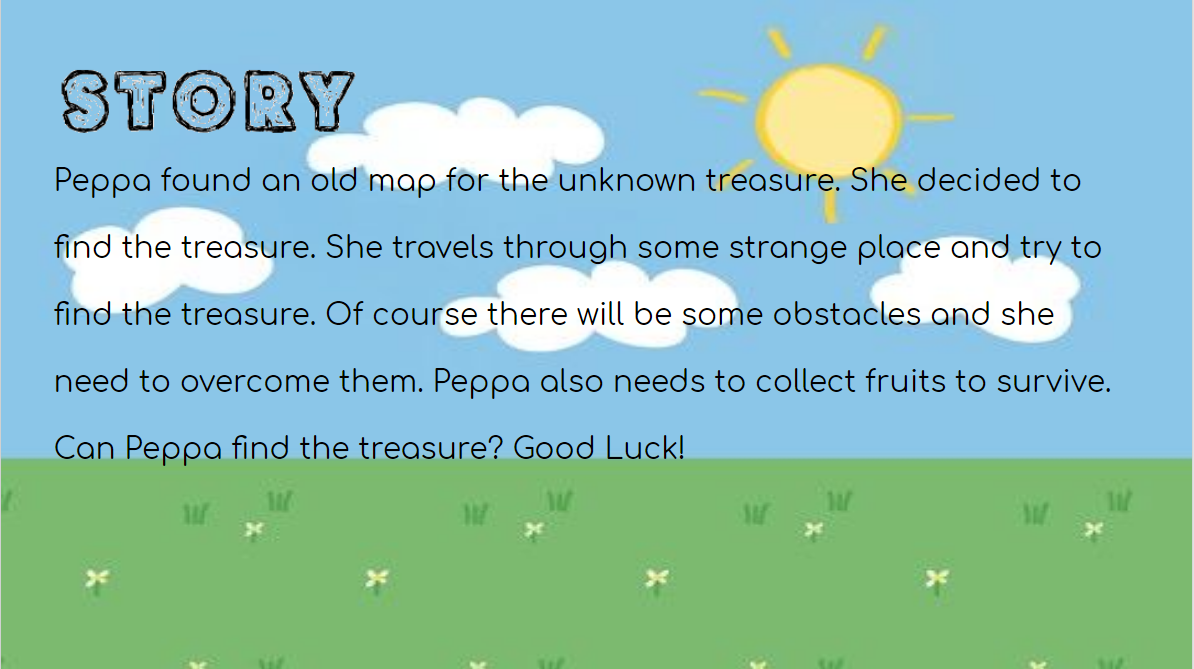 STORY
Peppa found an old map for the unknown treasure. She decided to
find the treasure. She travels through some strange place and try to
find the treasure. Of course there will be some obstacles and she
need to overcome them. Peppa also needs to collect fruits to survive.
Can Peppa find the treasure? Good Luck!